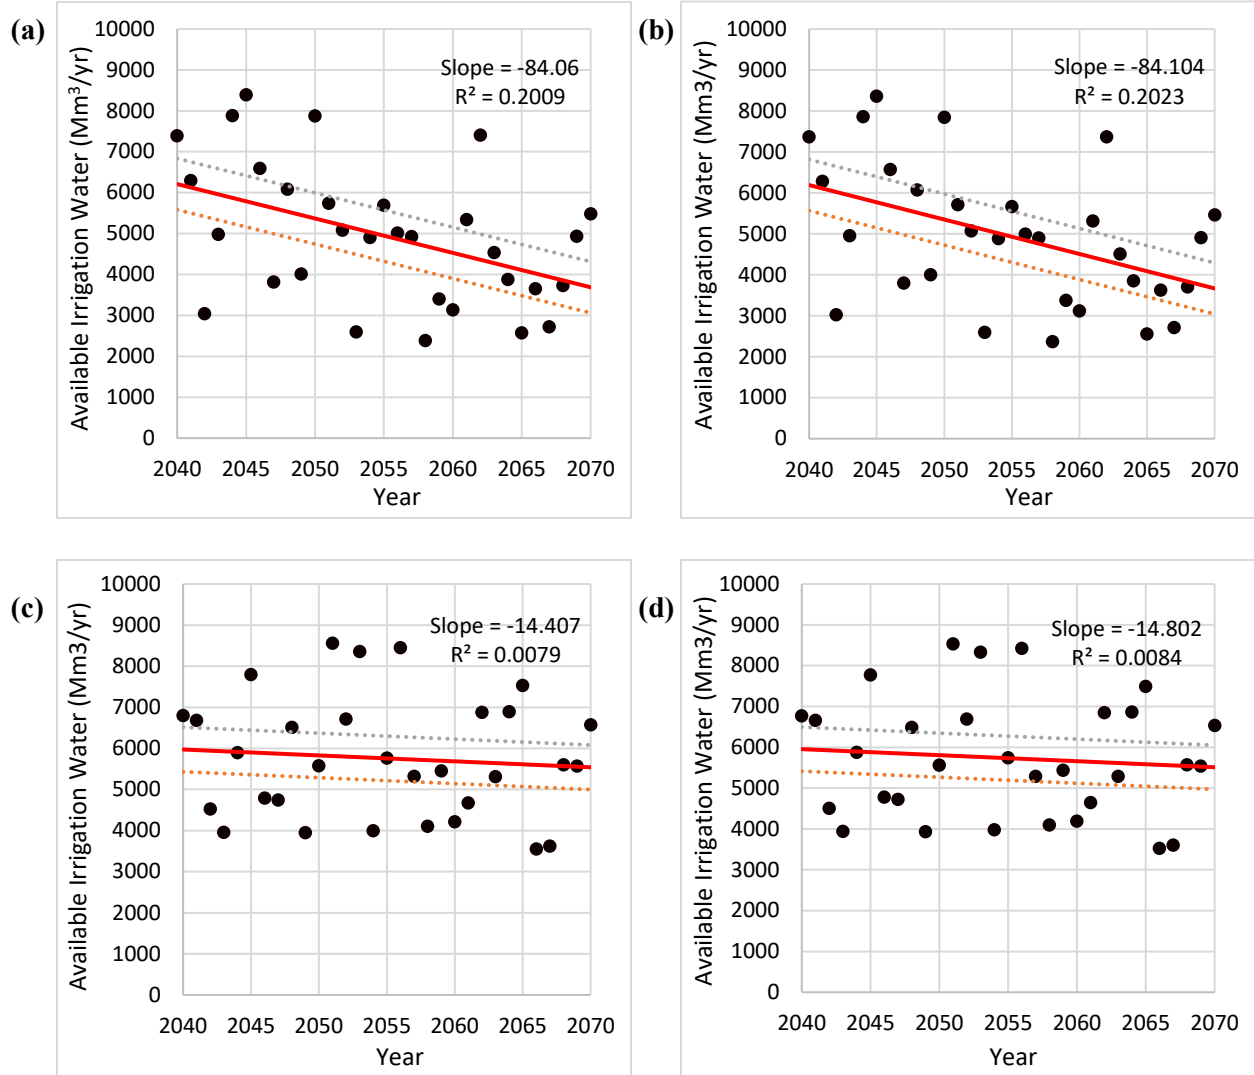 (a)
Available Irrigation Water (Mm³/yr)
10000
9000
8000
7000
6000
5000
4000
3000
2000
1000
0
Slope = -84.06
R² = 0.2009
2040 2045 2050 2055 2060 2065 2070
Year
(b)
Available Irrigation Water (Mm3/yr)
10000
9000
8000
7000
6000
5000
4000
3000
2000
1000
0
Slope = -84.104
R² = 0.2023
2040 2045 2050 2055 2060 2065 2070
Year
(c)
Available Irrigation Water (Mm3/yr)
10000
9000
8000
7000
6000
5000
4000
3000
2000
1000
0
Slope = -14.407
R² = 0.0079
2040 2045 2050 2055 2060 2065 2070
Year
(d)
Available Irrigation Water (Mm3/yr)
10000
9000
8000
7000
6000
5000
4000
3000
2000
1000
0
Slope = -14.802
R² = 0.0084
2040 2045 2050 2055 2060 2065 2070
Year